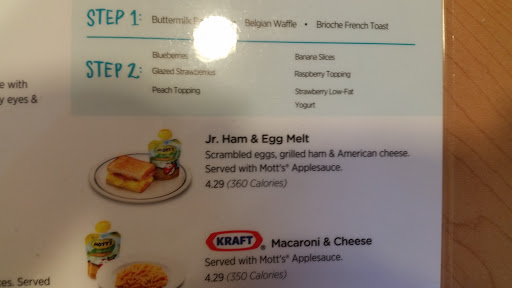 STEP 1: Buttermilk Belgian Waffle • Brioche French Toast
STEP 2:
Blueberries
Glazed Strawberries
Peach Topping
Banana Slices
Raspberry Topping
Strawberry Low-Fat
Yogurt
e with
y eyes &
Jr. Ham & Egg Melt
Scrambled eggs, grilled ham & American cheese.
Served with Mott's® Applesauce.
4.29 (360 Calories)
KRAFT® Macaroni & Cheese
Served with Mott's® Applesauce.
4.29 (350 Calories)
es. Served
MOTT'S